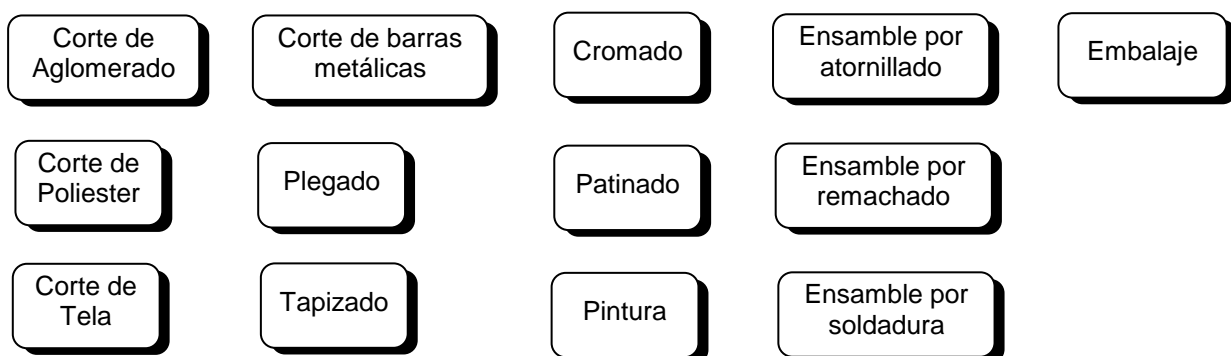 Corte de
Aglomerado
Corte de barras
metálicas
Cromado
Ensamble por
atornillado
Embalaje
Corte de
Poliester
Plegado
Patinado
Ensamble por
remachado
Corte de
Tela
Tapizado
Pintura
Ensamble por
soldadura